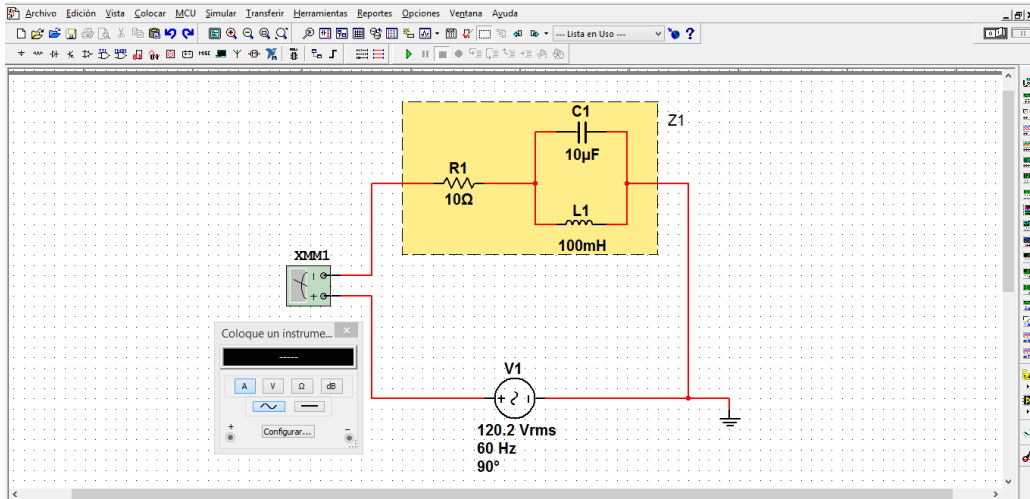 Archivo Edición Vista Colocar MCU Simular Transferir Herramientas Reportes Opciones Ventana Ayuda
--- Lista en Uso ---
?
MISC
C1
Z1
10µF
R1
10Ω
L1
100mH
XMM1
Coloque un instrume...
-----
A V Ω dB
+ Configurar... -
V1
120.2 Vrms
60 Hz
90°